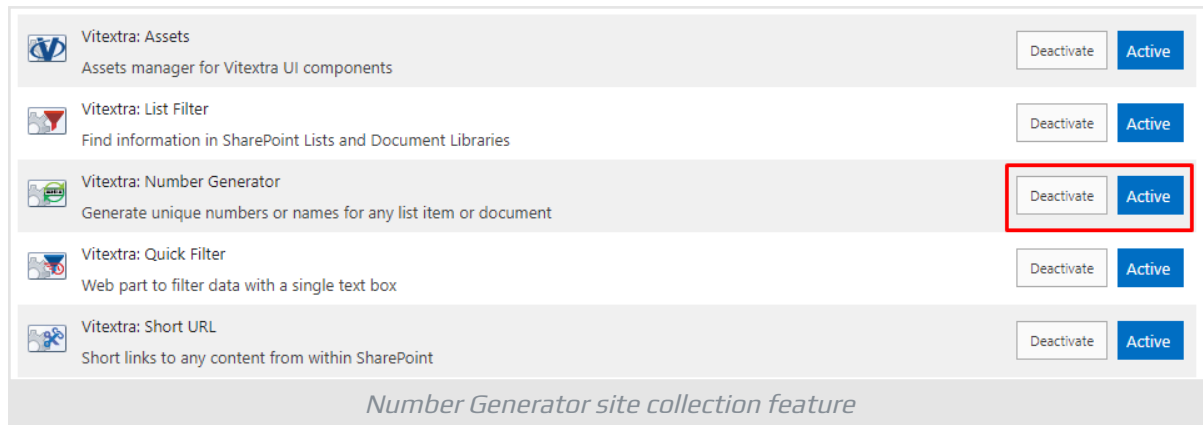 Vitextra: Assets
Assets manager for Vitextra UI components
Deactivate
Active
Vitextra: List Filter
Find information in SharePoint Lists and Document Libraries
Deactivate
Active
Vitextra: Number Generator
Generate unique numbers or names for any list item or document
Deactivate
Active
Vitextra: Quick Filter
Web part to filter data with a single text box
Deactivate
Active
Vitextra: Short URL
Short links to any content from within SharePoint
Deactivate
Active
Number Generator site collection feature